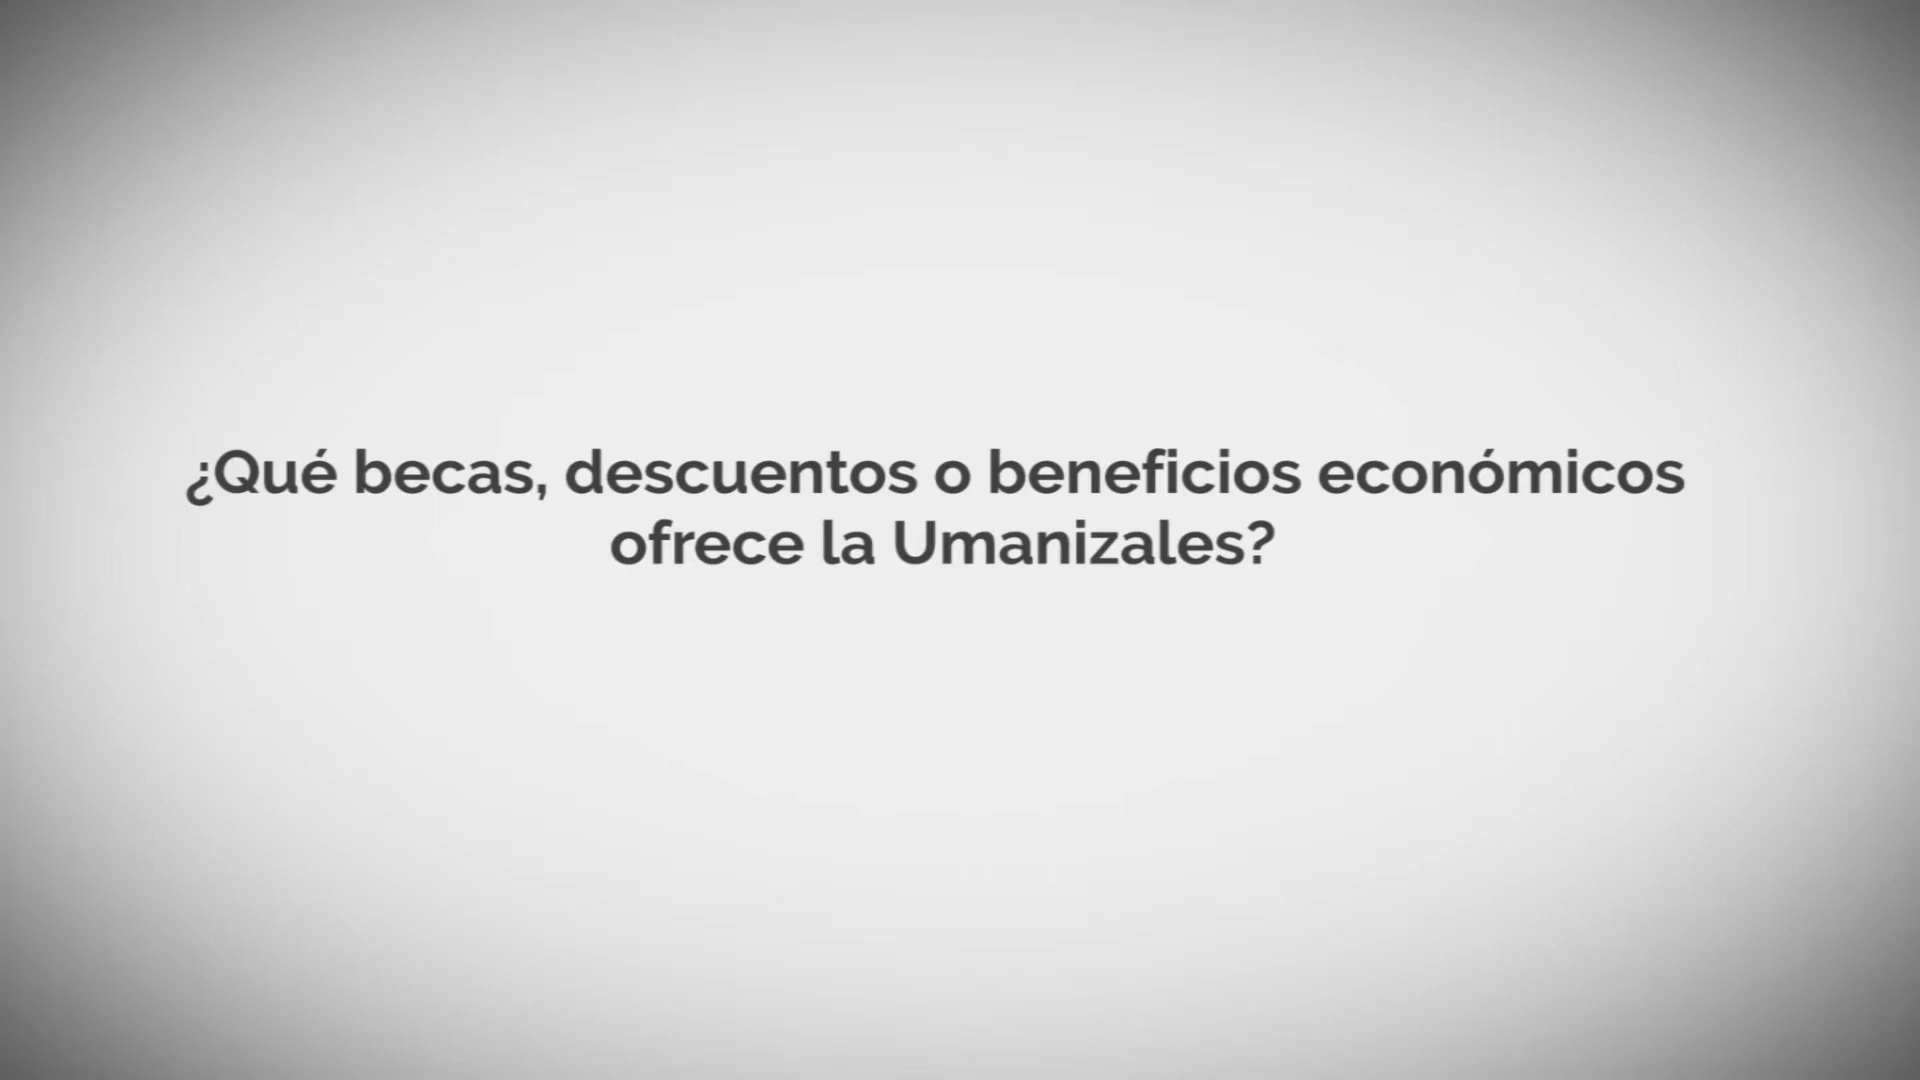 ¿Qué becas, descuentos o beneficios económicos
ofrece la Umanizales?